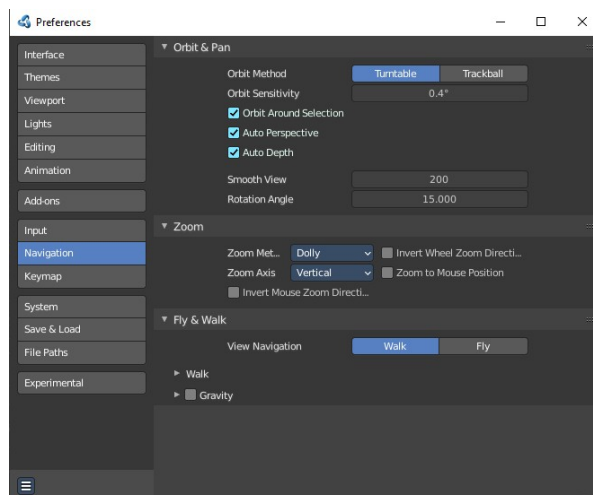 Preferences
Interface
Themes
Viewport
Lights
Editing
Animation
Add-ons
Input
Navigation
Keymap
System
Save & Load
File Paths
Experimental
Orbit & Pan
Orbit Method Turntable Trackball
Orbit Sensitivity 0.4°
Orbit Around Selection
Auto Perspective
Auto Depth
Smooth View 200
Rotation Angle 15.000
Zoom
Zoom Met... Dolly Invert Wheel Zoom Directi...
Zoom Axis Vertical Zoom to Mouse Position
Invert Mouse Zoom Directi...
Fly & Walk
View Navigation Walk Fly
Walk
Gravity